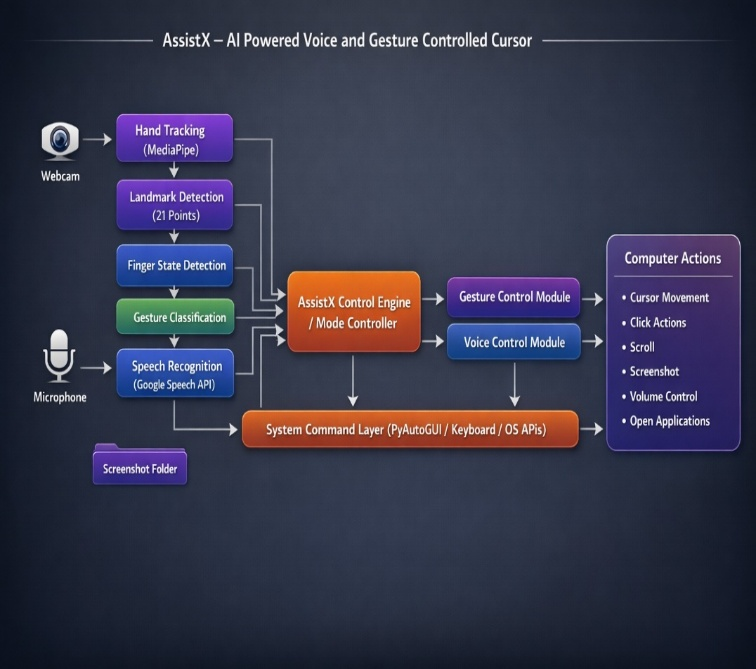 AssistX – AI Powered Voice and Gesture Controlled Cursor
Webcam
Hand Tracking
(MediaPipe)
Landmark Detection
(21 Points)
Finger State Detection
Gesture Classification
Microphone
Speech Recognition
(Google Speech API)
Screenshot Folder
AssistX Control Engine
/ Mode Controller
Gesture Control Module
Voice Control Module
System Command Layer (PyAutoGUI / Keyboard / OS APIs)
Computer Actions
• Cursor Movement
• Click Actions
• Scroll
• Screenshot
• Volume Control
• Open Applications